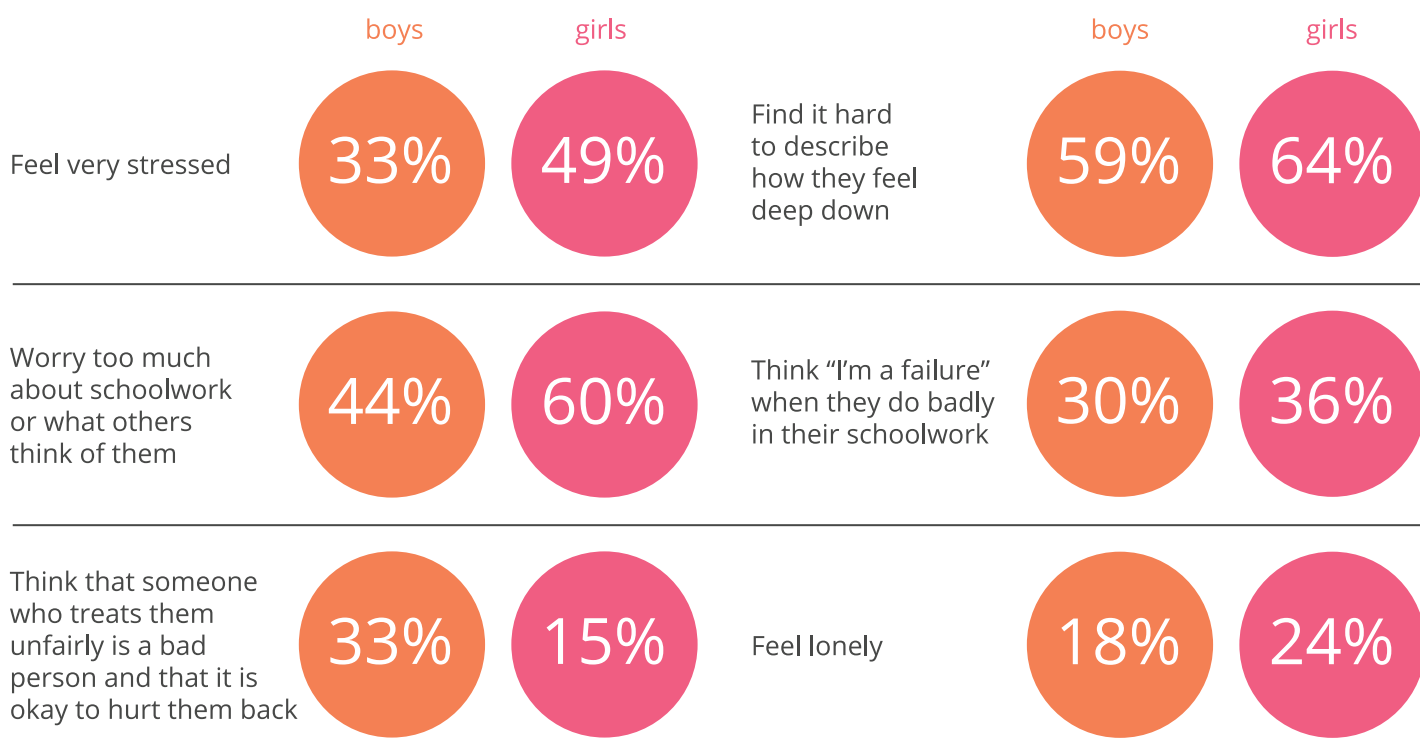 boys girls
Feel very stressed
33% 49%
Worry too much
about schoolwork
or what others
think of them
44% 60%
Think that someone
who treats them
unfairly is a bad
person and that it is
okay to hurt them back
33% 15%
boys girls
Find it hard
to describe
how they feel
deep down
59% 64%
Think “I’m a failure”
when they do badly
in their schoolwork
30% 36%
Feel lonely
18% 24%